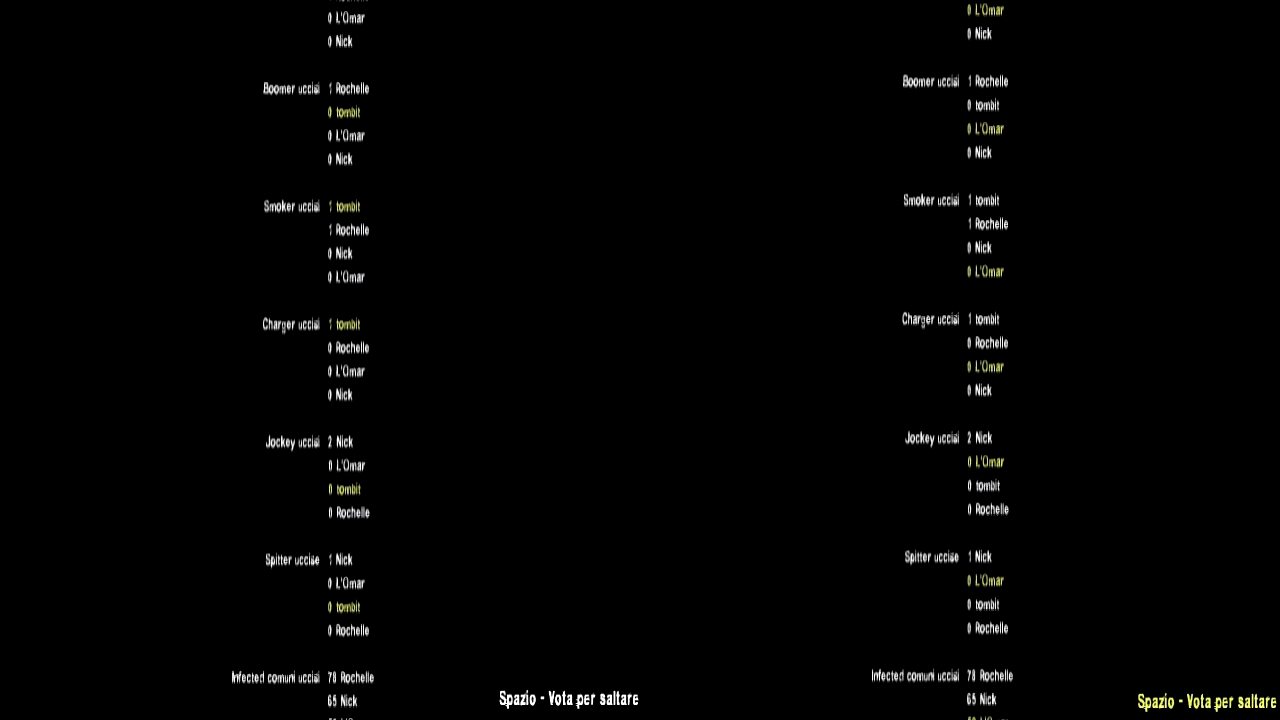 0 L'Omar
0 Nick
Boomer uccisi 1 Rochelle
0 tombit
0 L'Omar
0 Nick
Smoker uccisi 1 tombit
1 Rochelle
0 Nick
0 L'Omar
Charger uccisi 1 tombit
0 Rochelle
0 L'Omar
0 Nick
Jockey uccisi 2 Nick
0 L'Omar
0 tombit
0 Rochelle
Spitter uccise 1 Nick
0 L'Omar
0 tombit
0 Rochelle
Infected comuni uccisi 78 Rochelle
65 Nick
Spazio - Vota per saltare
0 L'Omar
0 Nick
Boomer uccisi 1 Rochelle
0 tombit
0 L'Omar
0 Nick
Smoker uccisi 1 tombit
1 Rochelle
0 Nick
0 L'Omar
Charger uccisi 1 tombit
0 Rochelle
0 L'Omar
0 Nick
Jockey uccisi 2 Nick
0 L'Omar
0 tombit
0 Rochelle
Spitter uccise 1 Nick
0 L'Omar
0 tombit
0 Rochelle
Infected comuni uccisi 78 Rochelle
65 Nick
Spazio - Vota per saltare